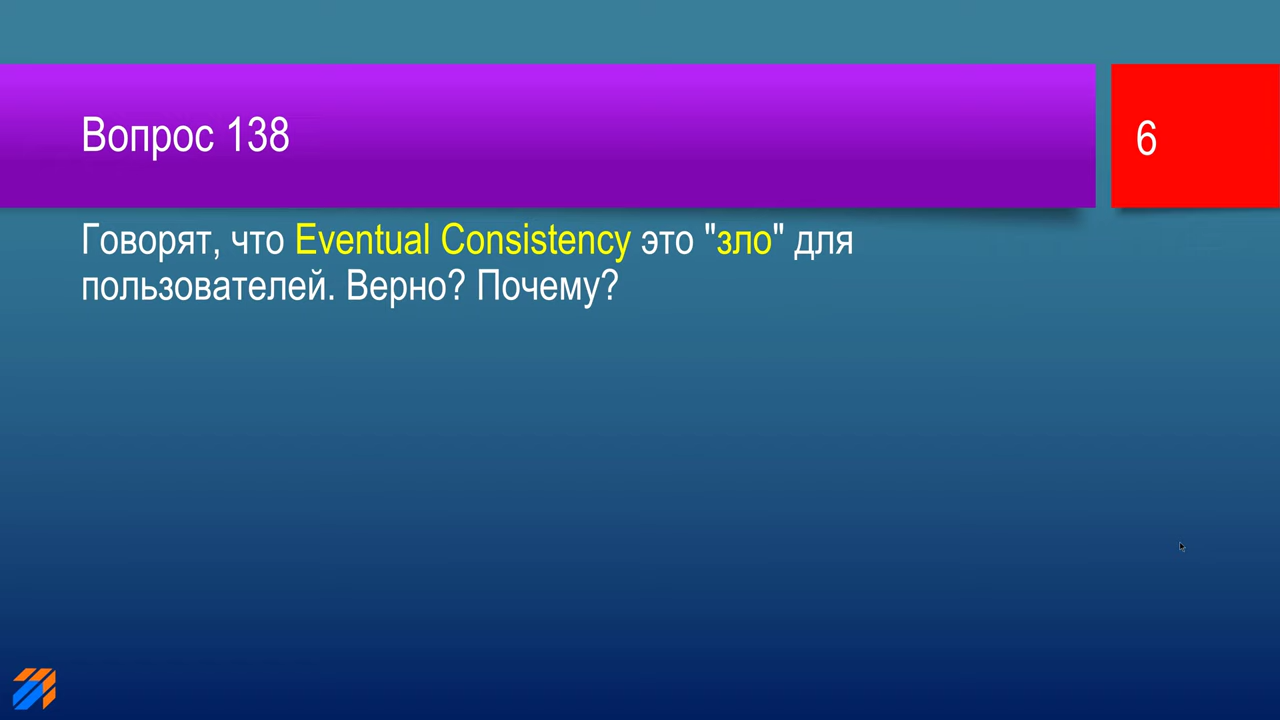 Вопрос 138
6
Говорят, что Eventual Consistency это "зло" для
пользователей. Верно? Почему?